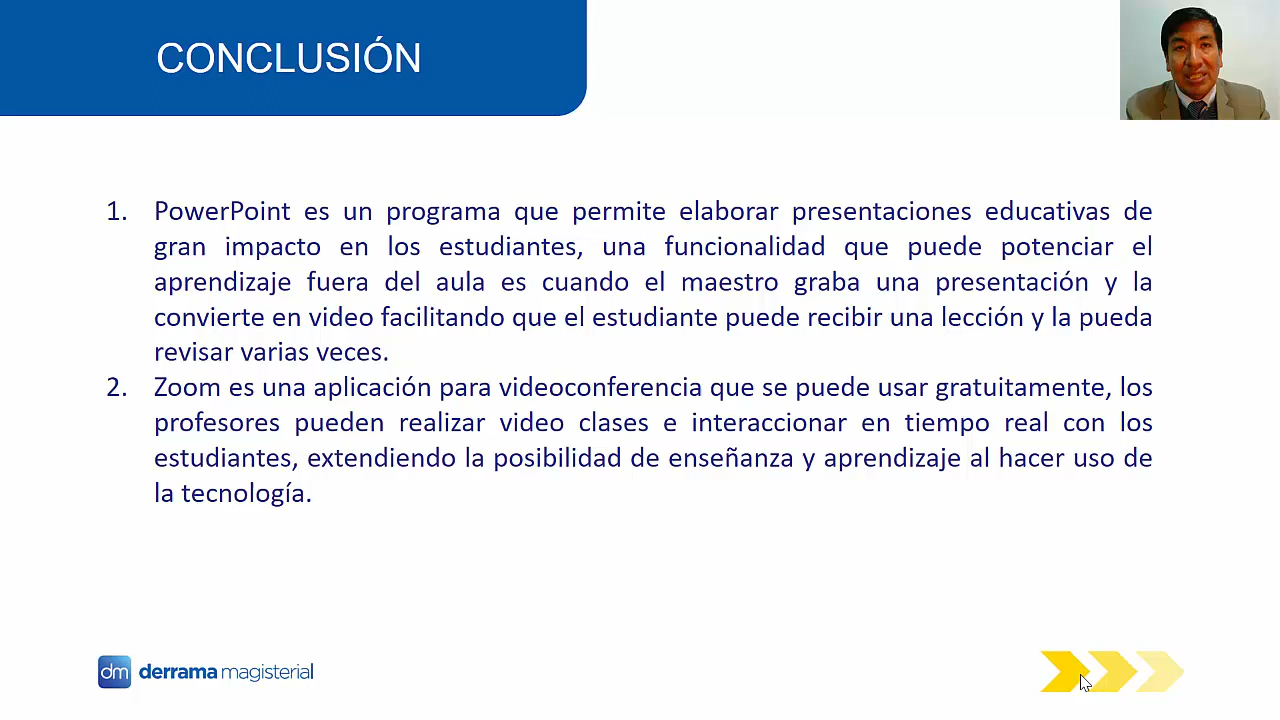 CONCLUSIÓN
1. PowerPoint es un programa que permite elaborar presentaciones educativas de
gran impacto en los estudiantes, una funcionalidad que puede potenciar el
aprendizaje fuera del aula es cuando el maestro graba una presentación y la
convierte en video facilitando que el estudiante puede recibir una lección y la pueda
revisar varias veces.
2. Zoom es una aplicación para videoconferencia que se puede usar gratuitamente, los
profesores pueden realizar video clases e interaccionar en tiempo real con los
estudiantes, extendiendo la posibilidad de enseñanza y aprendizaje al hacer uso de
la tecnología.
dm derrama magisterial